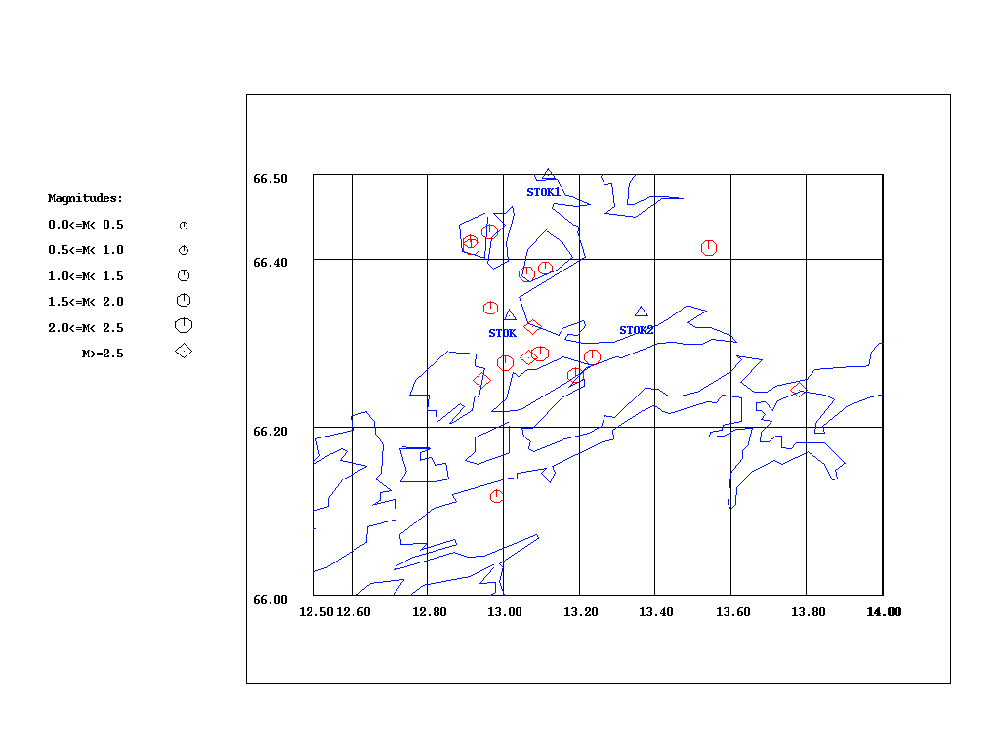 Magnitudes:
0.0<=M< 0.5
0.5<=M< 1.0
1.0<=M< 1.5
1.5<=M< 2.0
2.0<=M< 2.5
M>=2.5
66.50
STOK1
66.40
STOK
STOK2
66.20
66.00
12.50 12.60 12.80 13.00 13.20 13.40 13.60 13.80 14.00